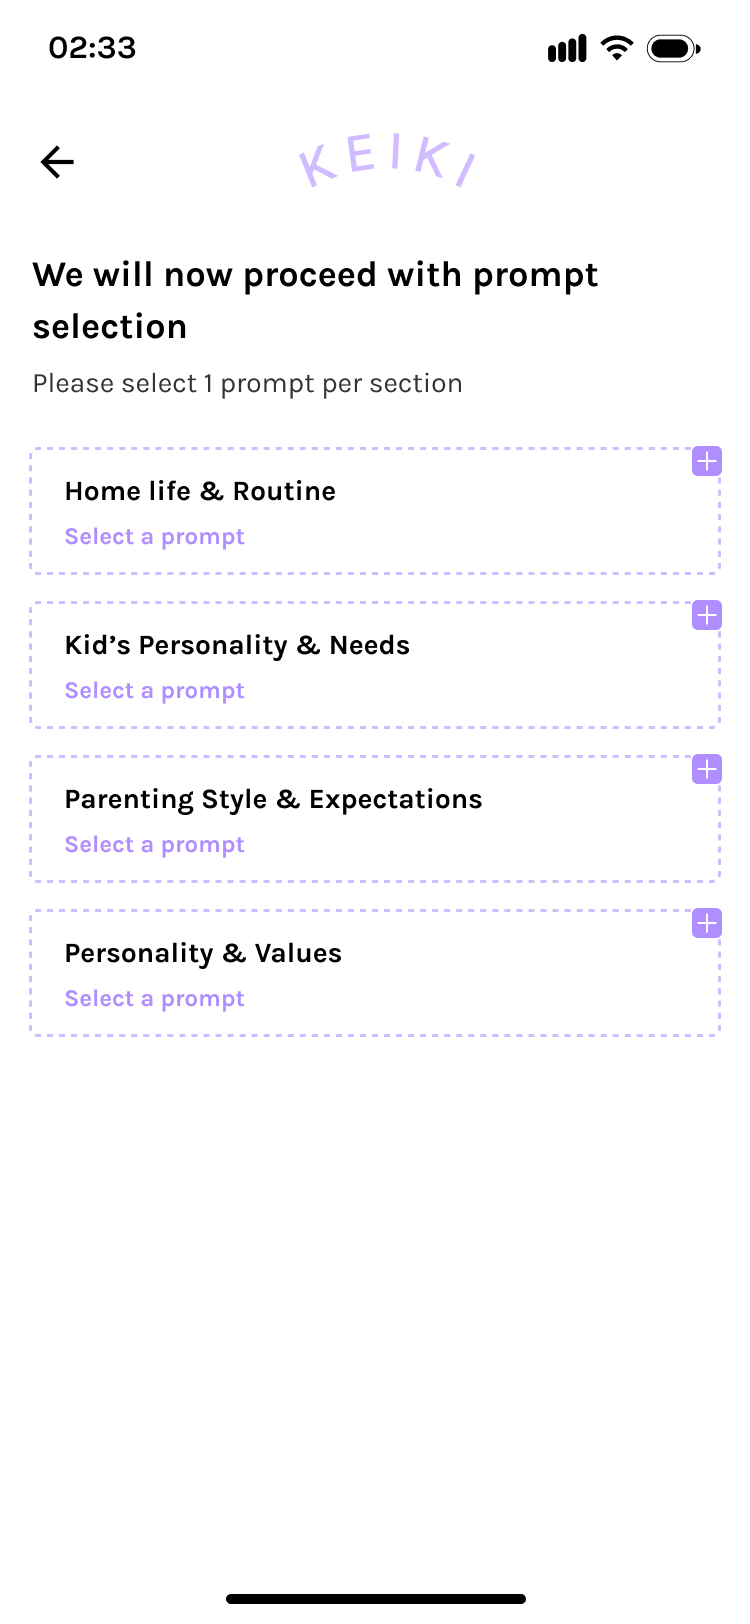 02:33
KEIKI
We will now proceed with prompt
selection
Please select 1 prompt per section
Home life & Routine
Select a prompt
Kid’s Personality & Needs
Select a prompt
Parenting Style & Expectations
Select a prompt
Personality & Values
Select a prompt